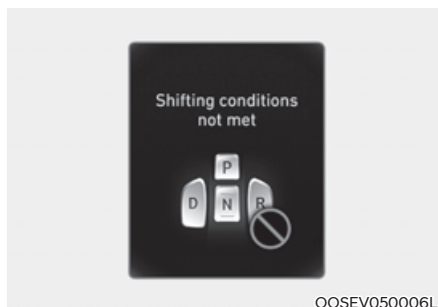 Shifting conditions
not met
P
D N R
OOSEV050006L